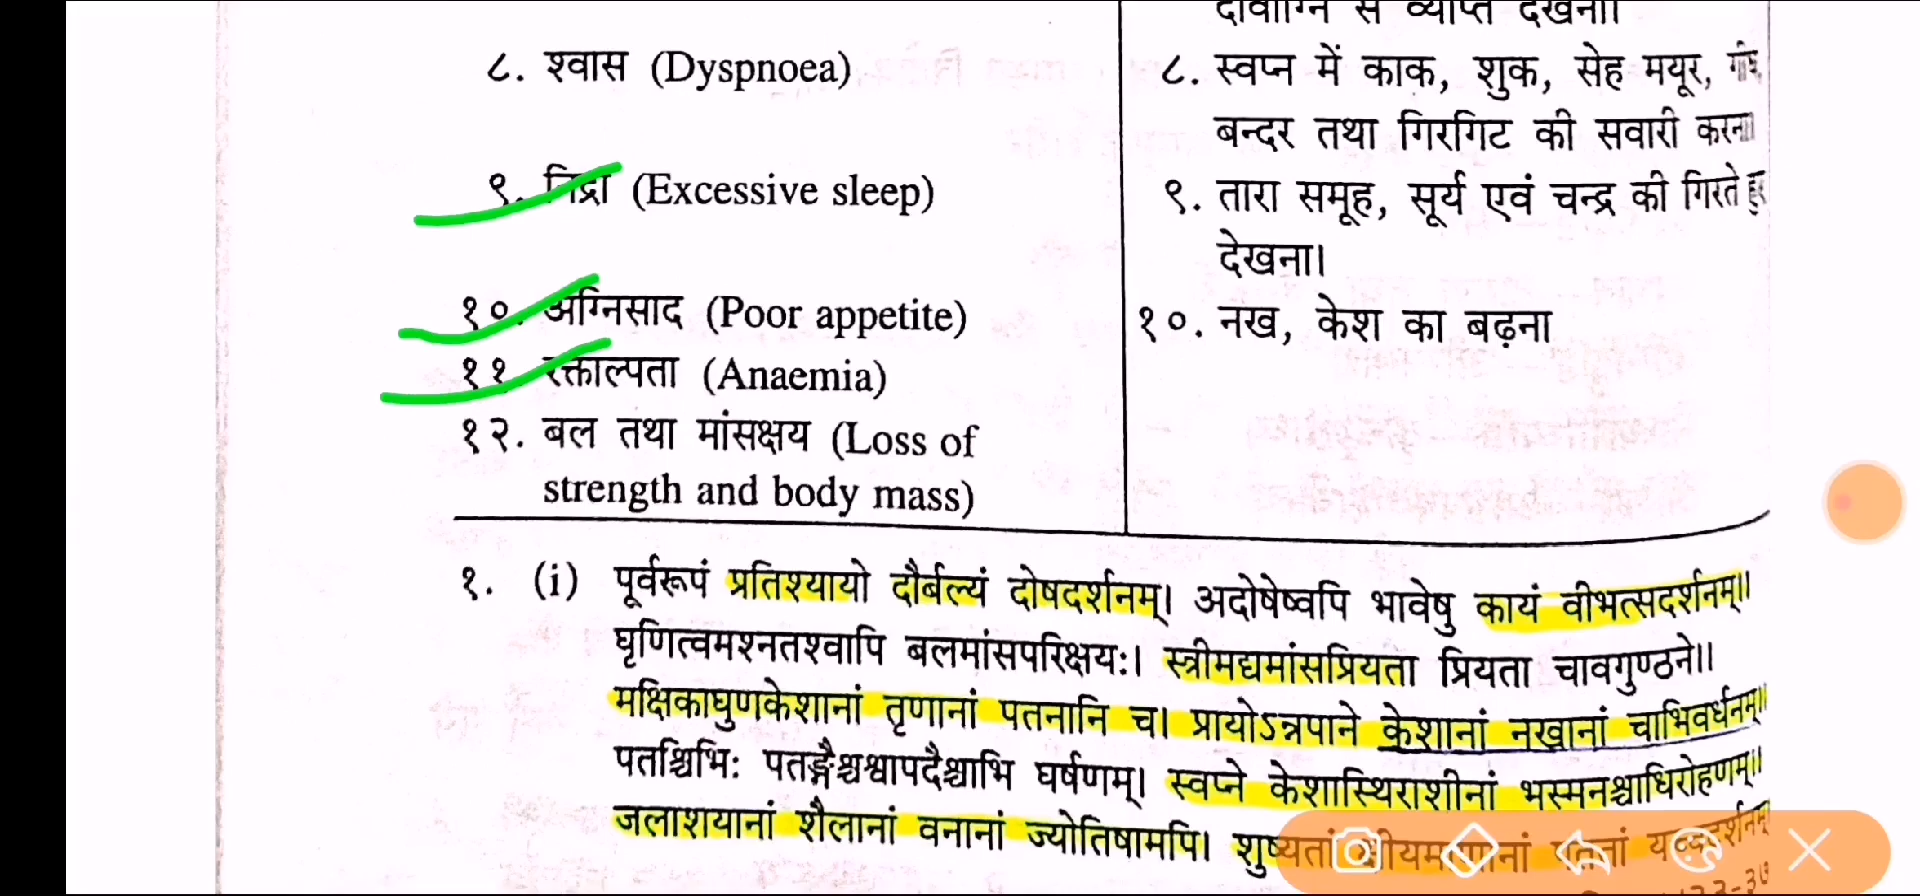 ८. श्वास (Dyspnoea)
९. निद्रा (Excessive sleep)
१०. अग्निसाद (Poor appetite)
११. रक्ताल्पता (Anaemia)
१२. बल तथा मांसक्षय (Loss of
strength and body mass)
दावाग्नि से व्याप्त देखना।
८. स्वप्न में काक, शुक, सेह मयूर,
बन्दर तथा गिरगिट की सवारी करना
९. तारा समूह, सूर्य एवं चन्द्र की गिरते हुए
देखना।
१०. नख, केश का बढ़ना
१. (i) पूर्वरूपं प्रतिश्यायो दौर्बल्यं दोषदर्शनम्। अदोषेष्वपि भावेषु कायं वीभत्सदर्शनम्॥
घृणित्वमश्नतश्वापि बलमांसपरिक्षयः। स्त्रीमद्यमांसप्रियता प्रियता चावगुण्ठने॥
मक्षिकाघुणकेशानां तृणानां पतनानि च। प्रायोऽन्नपाने केशानां नखानां चाभिवर्धनम्॥
पतश्चिभिः पतङ्गैश्चश्वापदैश्चाभि घर्षणम्। स्वप्ने केशास्थिराशीनां भस्मनश्चाधिरोहणम्॥
जलाशयानां शैलानां वनानां ज्योतिषामपि। शुष्यतां